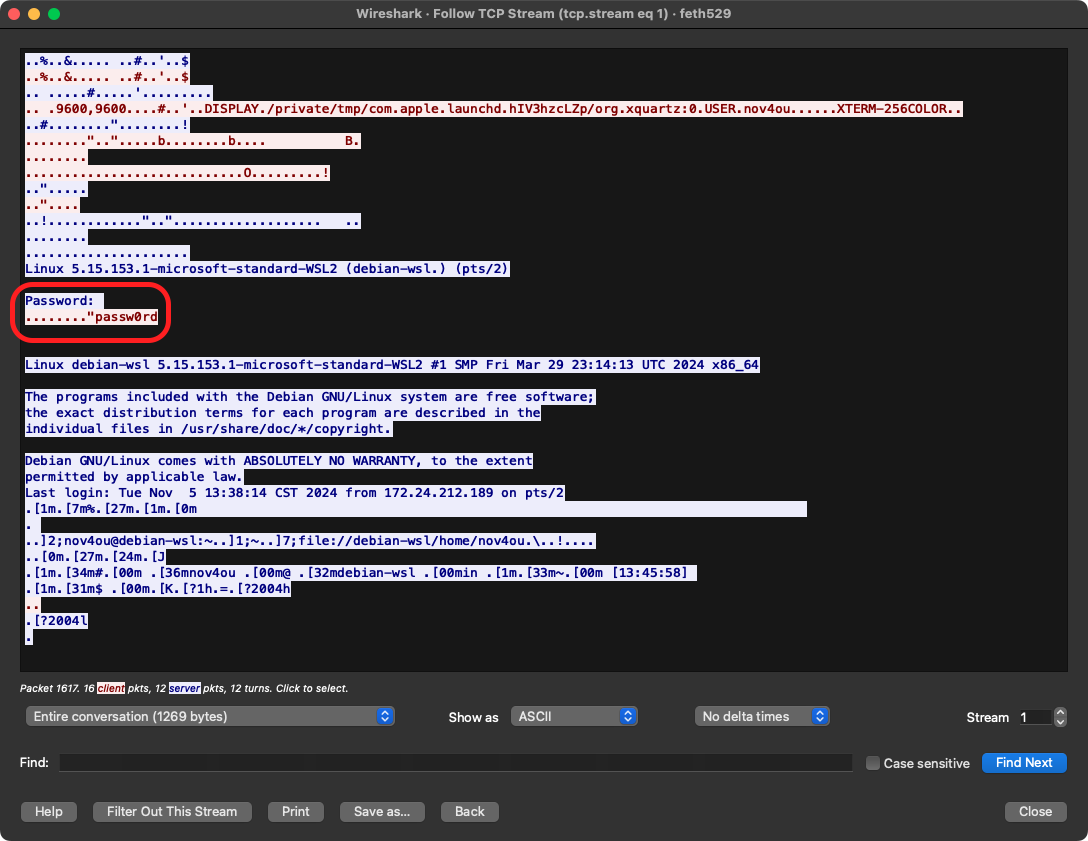 Wireshark · Follow TCP Stream (tcp.stream eq 1) · feth529
..%..&..... ..#..'..$
..%..&..... ..#..'..$
.. .....#.....'.........
.. .9600,9600....#..'..DISPLAY./private/tmp/com.apple.launchd.hIV3hzcLZp/org.xquartz:0.USER.nov4ou......XTERM-256COLOR..
..#........"........!
........"..".....b........b.... B.
........
............................O.........!
..".....
.."....
..!............"..".................. ..
........
.....................
Linux 5.15.153.1-microsoft-standard-WSL2 (debian-wsl.) (pts/2)
Password:
........"passw0rd
Linux debian-wsl 5.15.153.1-microsoft-standard-WSL2 #1 SMP Fri Mar 29 23:14:13 UTC 2024 x86_64
The programs included with the Debian GNU/Linux system are free software;
the exact distribution terms for each program are described in the
individual files in /usr/share/doc/*/copyright.
Debian GNU/Linux comes with ABSOLUTELY NO WARRANTY, to the extent
permitted by applicable law.
Last login: Tue Nov  5 13:38:14 CST 2024 from 172.24.212.189 on pts/2
.[1m.[7m%.[27m.[1m.[0m
.
..]2;nov4ou@debian-wsl:~..]1;~..]7;file://debian-wsl/home/nov4ou.\..!....
..[0m.[27m.[24m.[J
.[1m.[34m#.[00m .[36mnov4ou .[00m@ .[32mdebian-wsl .[00min .[1m.[33m~.[00m [13:45:58]
.[1m.[31m$ .[00m.[K.[?1h.=.[?2004h
..
.[?2004l
.
Packet 1617. 16 client pkts, 12 server pkts, 12 turns. Click to select.
Entire conversation (1269 bytes)
Show as
ASCII
No delta times
Stream
1
Find:
Case sensitive
Find Next
Help
Filter Out This Stream
Print
Save as...
Back
Close